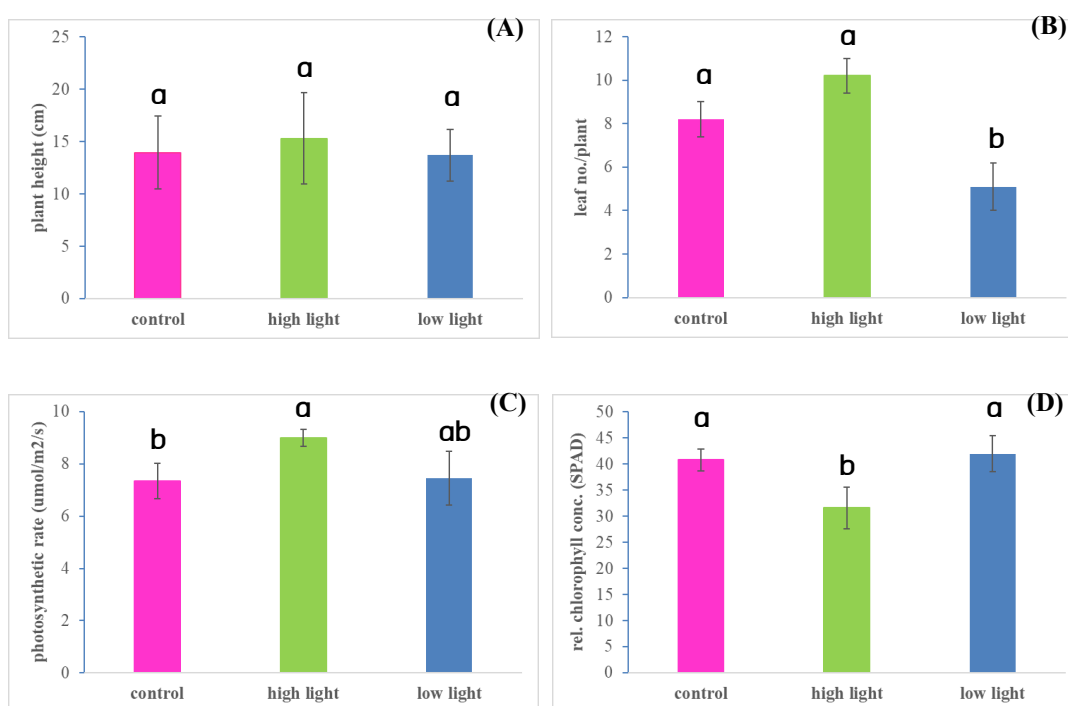 (A)
plant height (cm)
25
20
15
10
5
0
a
a
a
control
high light
low light
(B)
leaf no./plant
12
10
8
6
4
2
0
a
a
b
control
high light
low light
(C)
photosynthetic rate (umol/m2/s)
10
8
6
4
2
0
b
a
ab
control
high light
low light
(D)
rel. chlorophyll conc. (SPAD)
50
45
40
35
30
25
20
15
10
5
0
a
b
a
control
high light
low light